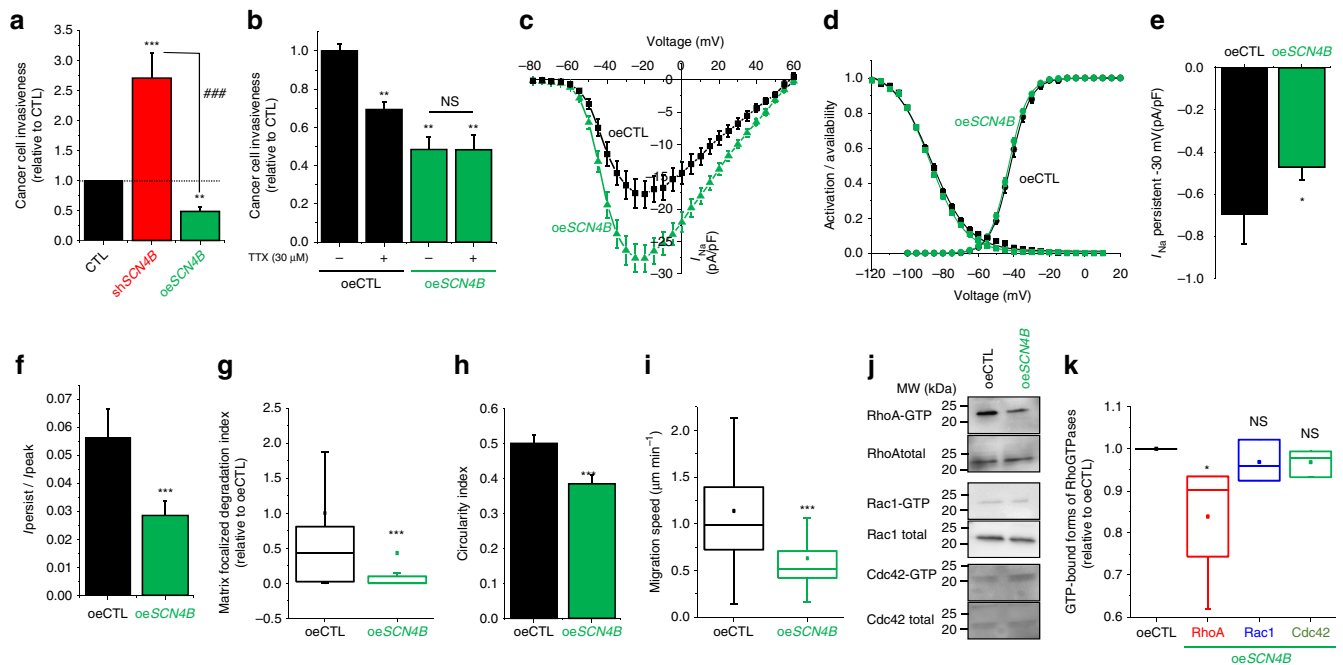 a
Cancer cell invasiveness
(relative to CTL)
3.5
3.0
2.5
2.0
1.5
1.0
0.5
0.0
***
###
**
CTL
shSCN4B
oeSCN4B
b
Cancer cell invasiveness
(relative to CTL)
1.0
0.8
0.6
0.4
0.2
0.0
**
NS
**
**
TTX (30 μM)
–
+
–
+
oeCTL
oeSCN4B
c
Voltage (mV)
–80
–60
–40
–20
0
20
40
60
0
–5
–10
–15
–20
–25
–30
oeCTL
oeSCN4B
INa
(pA/pF)
d
Activation / availability
1.0
0.8
0.6
0.4
0.2
0.0
oeSCN4B
oeCTL
–120
–100
–80
–60
–40
–20
0
20
Voltage (mV)
e
oeCTL
oeSCN4B
INa persistent -30 mV(pA/pF)
0.0
–0.2
–0.4
–0.6
–0.8
–1.0
*
f
Ipersist / Ipeak
0.07
0.06
0.05
0.04
0.03
0.02
0.01
0.00
***
oeCTL
oeSCN4B
g
Matrix focalized degradation index
(relative to oeCTL)
2.5
2.0
1.5
1.0
0.5
0.0
–0.5
***
oeCTL
oeSCN4B
h
Circularity index
0.6
0.5
0.4
0.3
0.2
0.1
0.0
***
oeCTL
oeSCN4B
i
Migration speed (μm min–1)
2.5
2.0
1.5
1.0
0.5
0.0
***
oeCTL
oeSCN4B
j
MW (kDa)
oeCTL
oeSCN4B
RhoA-GTP
25
20
RhoAtotal
25
20
Rac1-GTP
25
20
Rac1 total
25
20
Cdc42-GTP
25
20
Cdc42 total
25
20
k
GTP-bound forms of RhoGTPases
(relative to oeCTL)
1.1
1.0
0.9
0.8
0.7
0.6
*
NS
NS
oeCTL
RhoA
Rac1
Cdc42
oeSCN4B